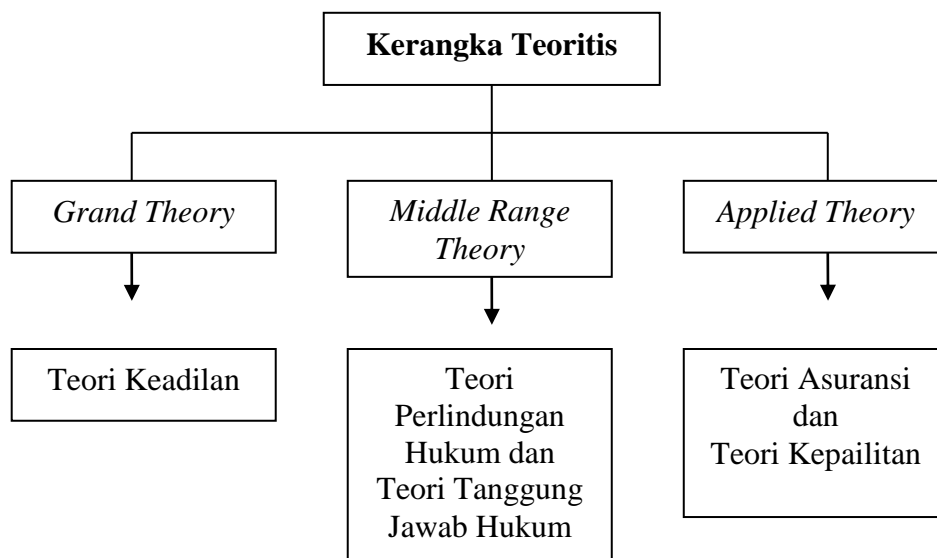 Kerangka Teoritis
Grand Theory
Middle Range
Theory
Applied Theory
Teori Keadilan
Teori
Perlindungan
Hukum dan
Teori Tanggung
Jawab Hukum
Teori Asuransi
dan
Teori Kepailitan